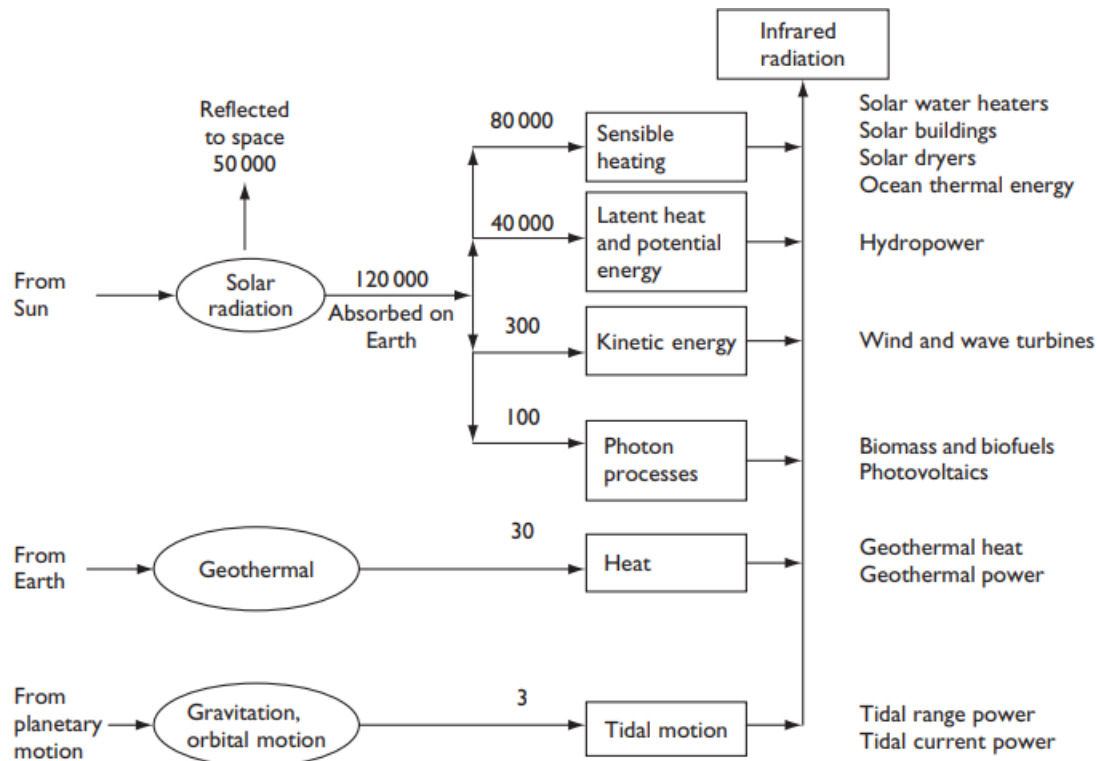 Infrared
radiation
Reflected
to space
50 000
80 000
Sensible
heating
Solar water heaters
Solar buildings
Solar dryers
Ocean thermal energy
40 000
Latent heat
and potential
energy
Hydropower
From
Sun
Solar
radiation
120 000
Absorbed on
Earth
300
Kinetic energy
Wind and wave turbines
100
Photon
processes
Biomass and biofuels
Photovoltaics
From
Earth
Geothermal
30
Heat
Geothermal heat
Geothermal power
From
planetary
motion
Gravitation,
orbital motion
3
Tidal motion
Tidal range power
Tidal current power